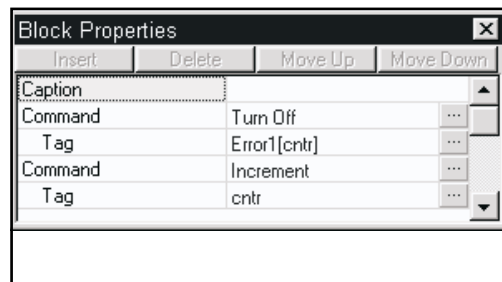 Block Properties
Insert Delete Move Up Move Down
Caption
Command Turn Off ...
Tag Error1[cntr] ...
Command Increment ...
Tag cntr ...